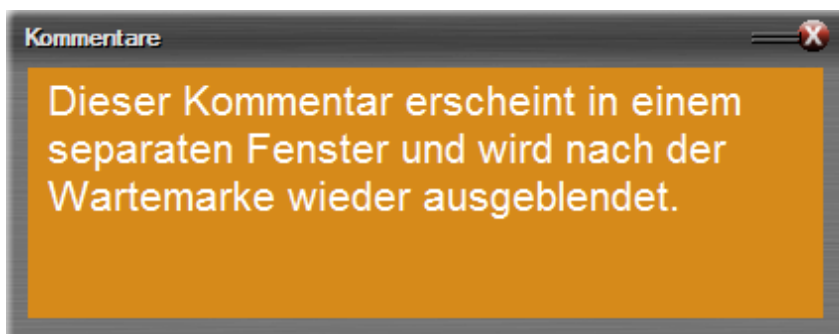 Kommentare
Dieser Kommentar erscheint in einem
separaten Fenster und wird nach der
Wartemarke wieder ausgeblendet.